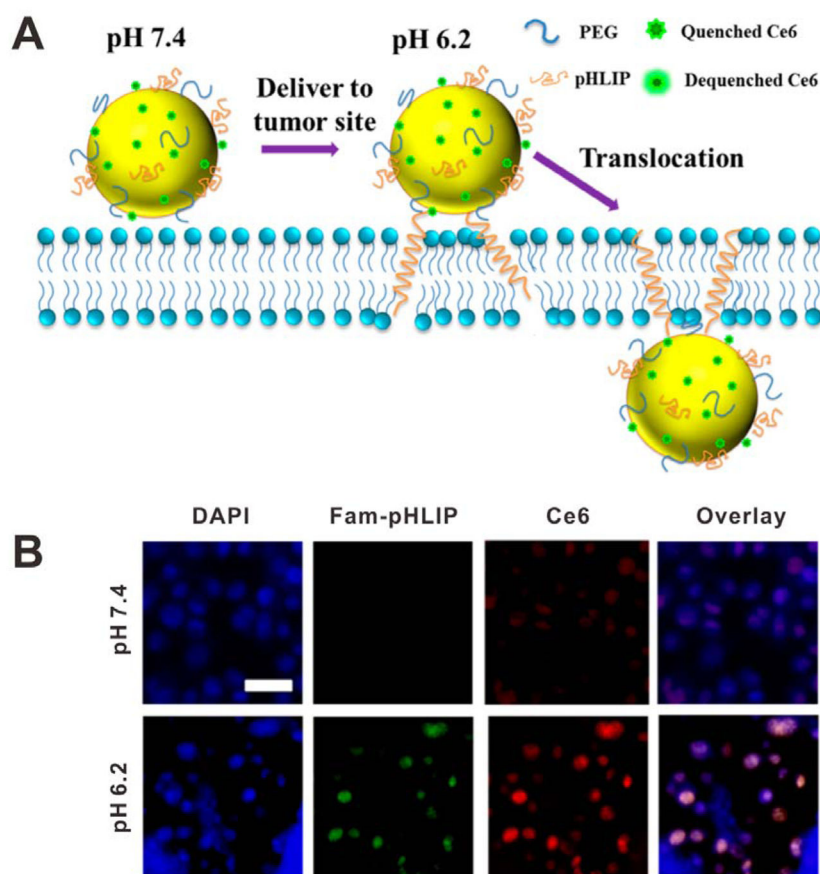 A
pH 7.4
Deliver to
tumor site
pH 6.2
PEG
Quenched Ce6
pHLIP
Dequenched Ce6
Translocation
B
DAPI
Fam-pHLIP
Ce6
Overlay
pH 7.4
pH 6.2